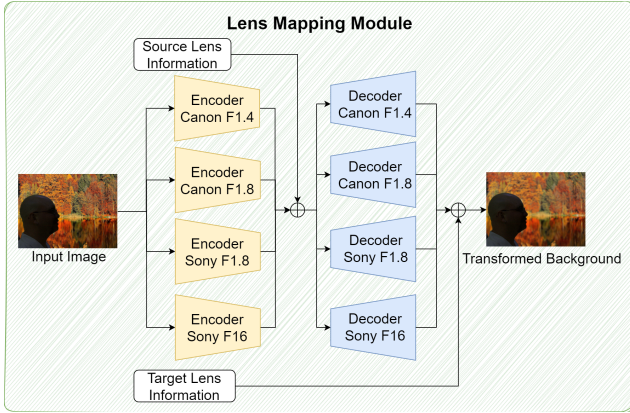 Lens Mapping Module
Source Lens
Information
Encoder
Canon F1.4
Decoder
Canon F1.4
Encoder
Canon F1.8
Decoder
Canon F1.8
Input Image
Encoder
Sony F1.8
Decoder
Sony F1.8
Transformed Background
Encoder
Sony F16
Decoder
Sony F16
Target Lens
Information